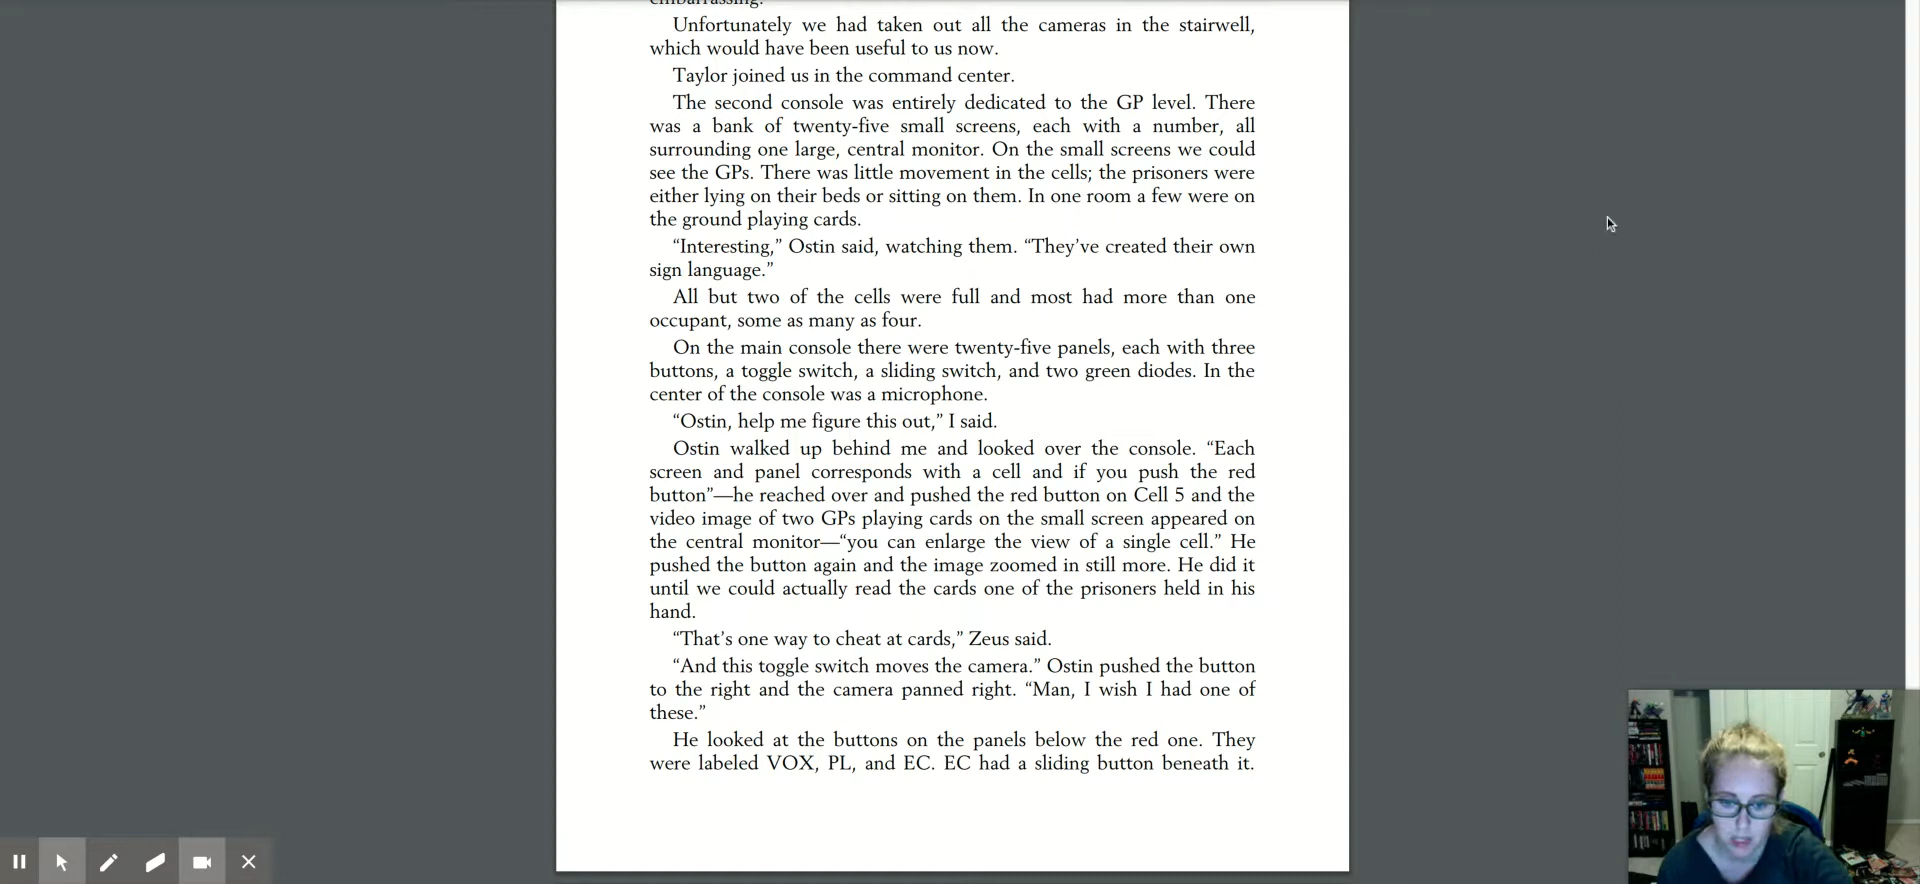 embarrassing.
Unfortunately we had taken out all the cameras in the stairwell,
which would have been useful to us now.
Taylor joined us in the command center.
The second console was entirely dedicated to the GP level. There
was a bank of twenty-five small screens, each with a number, all
surrounding one large, central monitor. On the small screens we could
see the GPs. There was little movement in the cells; the prisoners were
either lying on their beds or sitting on them. In one room a few were on
the ground playing cards.
“Interesting,” Ostin said, watching them. “They’ve created their own
sign language.”
All but two of the cells were full and most had more than one
occupant, some as many as four.
On the main console there were twenty-five panels, each with three
buttons, a toggle switch, a sliding switch, and two green diodes. In the
center of the console was a microphone.
“Ostin, help me figure this out,” I said.
Ostin walked up behind me and looked over the console. “Each
screen and panel corresponds with a cell and if you push the red
button”—he reached over and pushed the red button on Cell 5 and the
video image of two GPs playing cards on the small screen appeared on
the central monitor—“you can enlarge the view of a single cell.” He
pushed the button again and the image zoomed in still more. He did it
until we could actually read the cards one of the prisoners held in his
hand.
“That’s one way to cheat at cards,” Zeus said.
“And this toggle switch moves the camera.” Ostin pushed the button
to the right and the camera panned right. “Man, I wish I had one of
these.”
He looked at the buttons on the panels below the red one. They
were labeled VOX, PL, and EC. EC had a sliding button beneath it.